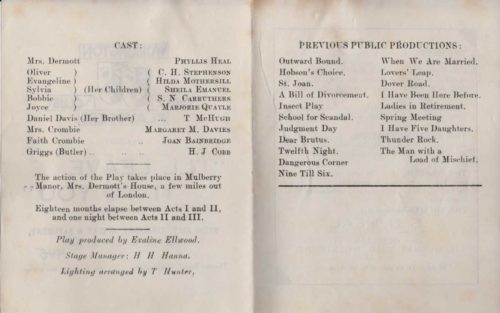 CAST:
Mrs. Dermott PHYLLIS HEAL
Oliver ) ( C. H. STEPHENSON
Evangeline ) ( HILDA MOTHERSILL
Sylvia ) (Her Children) ( SHEILA EMANUEL
Bobbie ) ( S. N CARRUTHERS
Joyce ) ( MARJORIE QUAYLE
Daniel Davis (Her Brother) ... T MCHUGH
Mrs. Crombie MARGARET M. DAVIES
Faith Crombie .. JOAN BAINBRIDGE
Griggs (Butler) .. .. .. H. J COBB
The action of the Play takes place in Mulberry
Manor, Mrs. Dermott's House, a few miles out
of London.
Eighteen months elapse between Acts I and II,
and one night between Acts II and III.
Play produced by Evaline Ellwood.
Stage Manager: H H Hanna.
Lighting arranged by T Hunter,
PREVIOUS PUBLIC PRODUCTIONS:
Outward Bound.
Hobson's Choice.
St. Joan.
A Bill of Divorcement.
Insect Play
School for Scandal.
Judgment Day
Dear Brutus.
Twelfth Night.
Dangerous Corner
Nine Till Six.
When We Are Married.
Lovers' Leap.
Dover Road.
I Have Been Here Before.
Ladies in Retirement.
Spring Meeting
I Have Five Daughters.
Thunder Rock.
The Man with a
Load of Mischief.